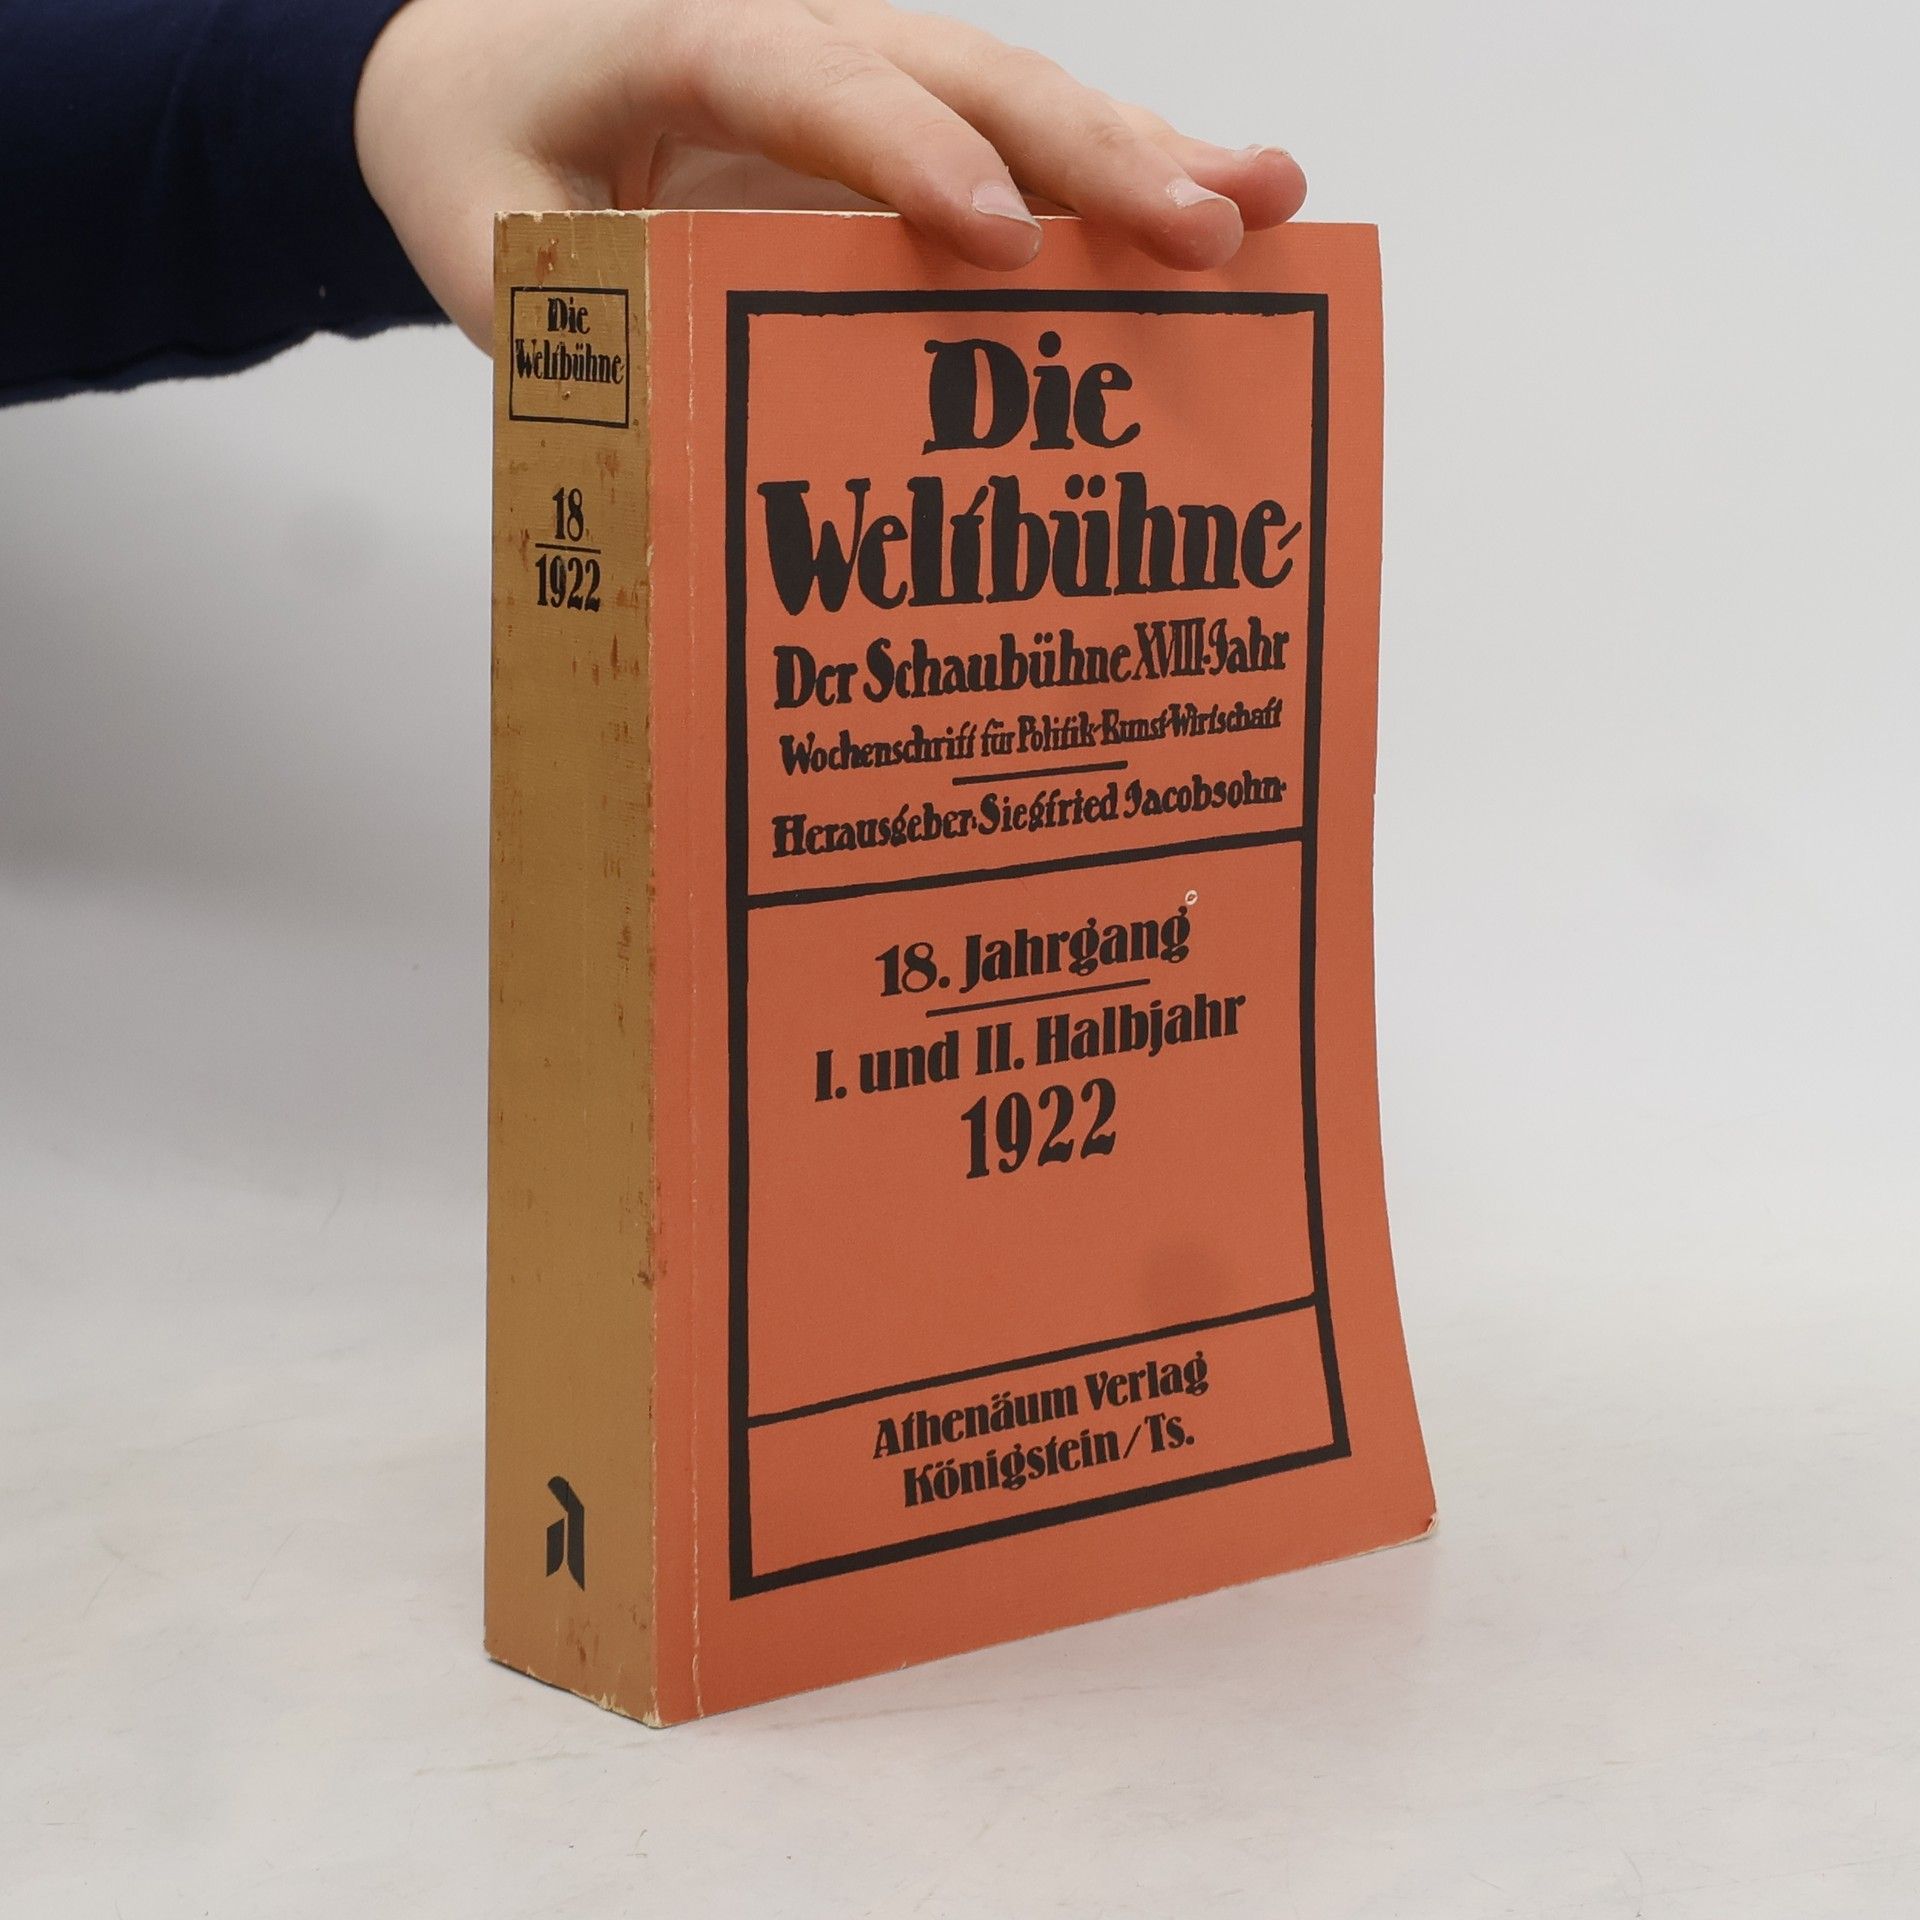 Die
Weltbühne
18
1922
Die
Weltbühne
Der Schaubühne XVIII. Jahr
Wochenschrift für Politik-Kunst-Wirtschaft
Herausgeber: Siegfried Jacobsohn
18. Jahrgang
I. und II. Halbjahr
1922
Athenäum Verlag
Königstein/Ts.